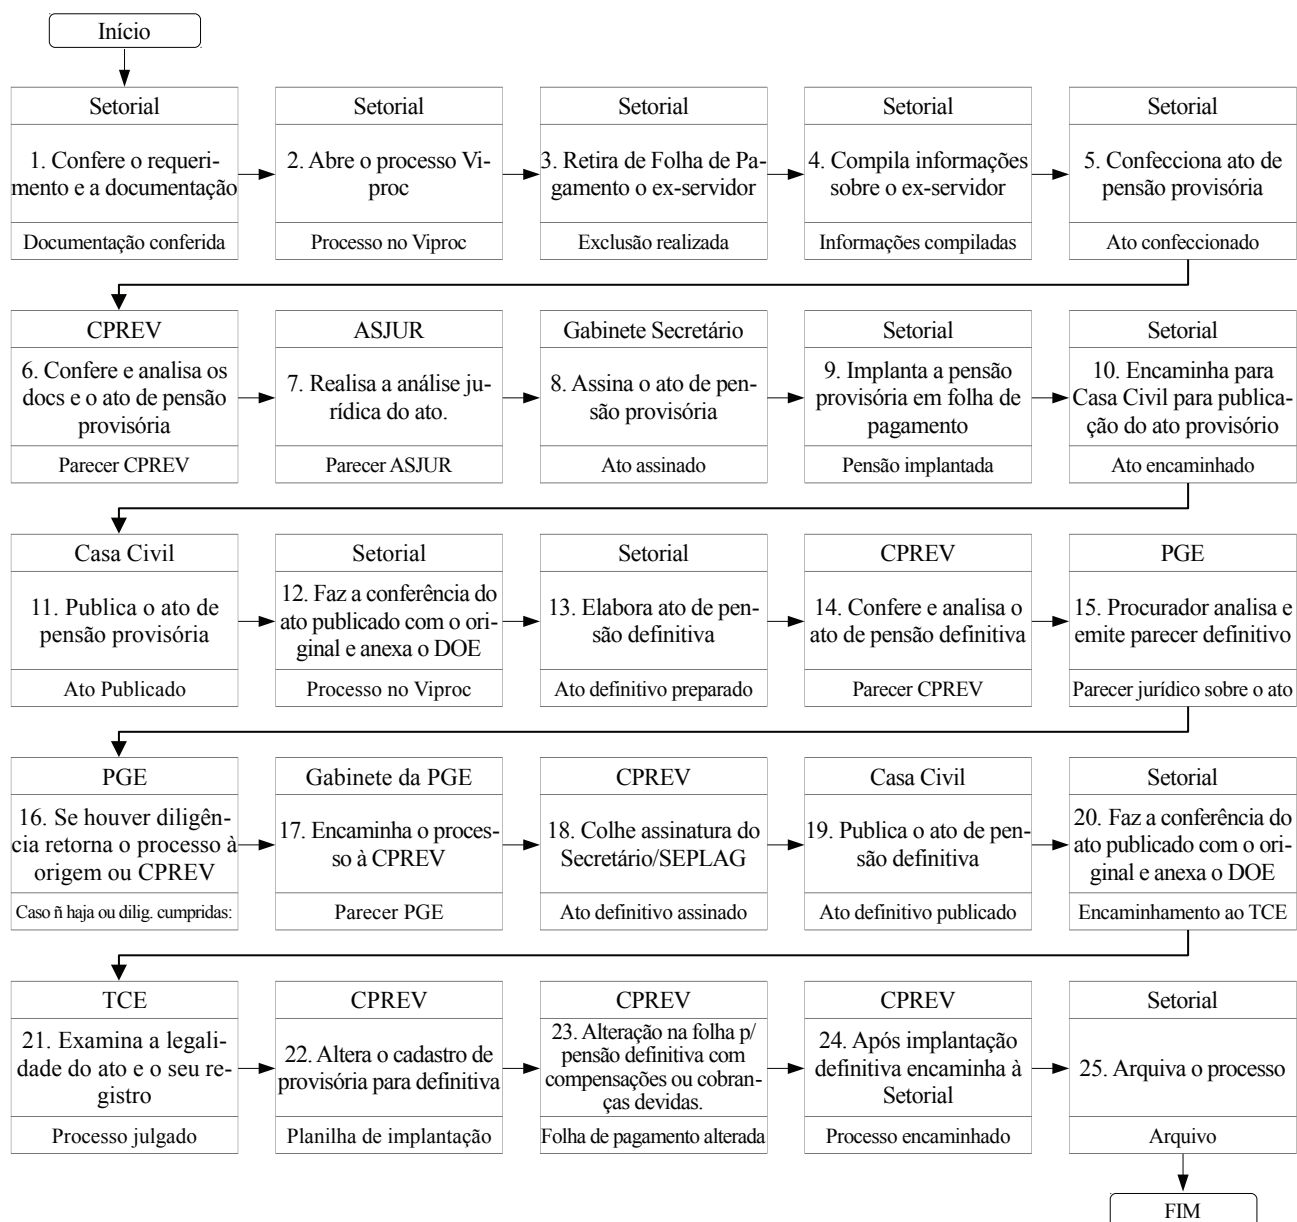 Início
Setorial
1. Confere o requeri-
mento e a documentação
Documentação conferida
Setorial
2. Abre o processo Vi-
proc
Processo no Viproc
Setorial
3. Retira de Folha de Pa-
gamento o ex-servidor
Exclusão realizada
Setorial
4. Compila informações
sobre o ex-servidor
Informações compiladas
Setorial
5. Confecciona ato de
pensão provisória
Ato confeccionado
CPREV
6. Confere e analisa os
docs e o ato de pensão
provisória
Parecer CPREV
ASJUR
7. Realisa a análise ju-
rídica do ato.
Parecer ASJUR
Gabinete Secretário
8. Assina o ato de pen-
são provisória
Ato assinado
Setorial
9. Implanta a pensão
provisória em folha de
pagamento
Pensão implantada
Setorial
10. Encaminha para
Casa Civil para publica-
ção do ato provisório
Ato encaminhado
Casa Civil
11. Publica o ato de
pensão provisória
Ato Publicado
Setorial
12. Faz a conferência do
ato publicado com o ori-
ginal e anexa o DOE
Processo no Viproc
Setorial
13. Elabora ato de pen-
são definitiva
Ato definitivo preparado
CPREV
14. Confere e analisa o
ato de pensão definitiva
Parecer CPREV
PGE
15. Procurador analisa e
emite parecer definitivo
Parecer jurídico sobre o ato
PGE
16. Se houver diligên-
cia retorna o processo à
origem ou CPREV
Caso ñ haja ou dilig. cumpridas:
Gabinete da PGE
17. Encaminha o proces-
so à CPREV
Parecer PGE
CPREV
18. Colhe assinatura do
Secretário/SEPLAG
Ato definitivo assinado
Casa Civil
19. Publica o ato de pen-
são definitiva
Ato definitivo publicado
Setorial
20. Faz a conferência do
ato publicado com o ori-
ginal e anexa o DOE
Encaminhamento ao TCE
TCE
21. Examina a legali-
dade do ato e o seu re-
gistro
Processo julgado
CPREV
22. Altera o cadastro de
provisória para definitiva
Planilha de implantação
CPREV
23. Alteração na folha p/
pensão definitiva com
compensações ou cobran-
ças devidas.
Folha de pagamento alterada
CPREV
24. Após implantação
definitiva encaminha à
Setorial
Processo encaminhado
Setorial
25. Arquiva o processo
Arquivo
FIM